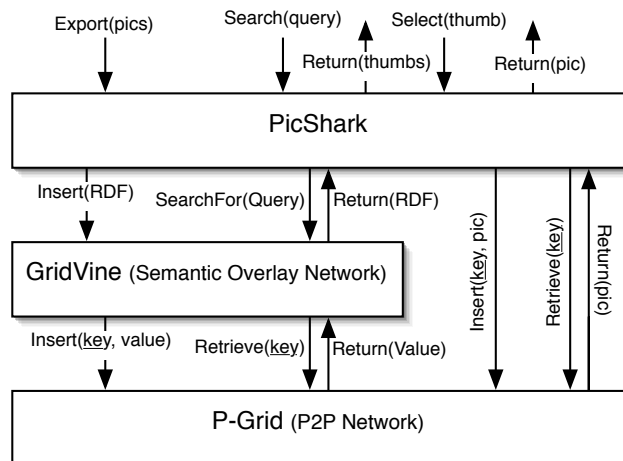 Export(pics)
Search(query)
Select(thumb)
Return(thumbs)
Return(pic)
PicShark
Insert(RDF)
SearchFor(Query)
Return(RDF)
Insert(key, pic)
Retrieve(key)
Return(pic)
GridVine (Semantic Overlay Network)
Insert(key, value)
Retrieve(key)
Return(Value)
P-Grid (P2P Network)